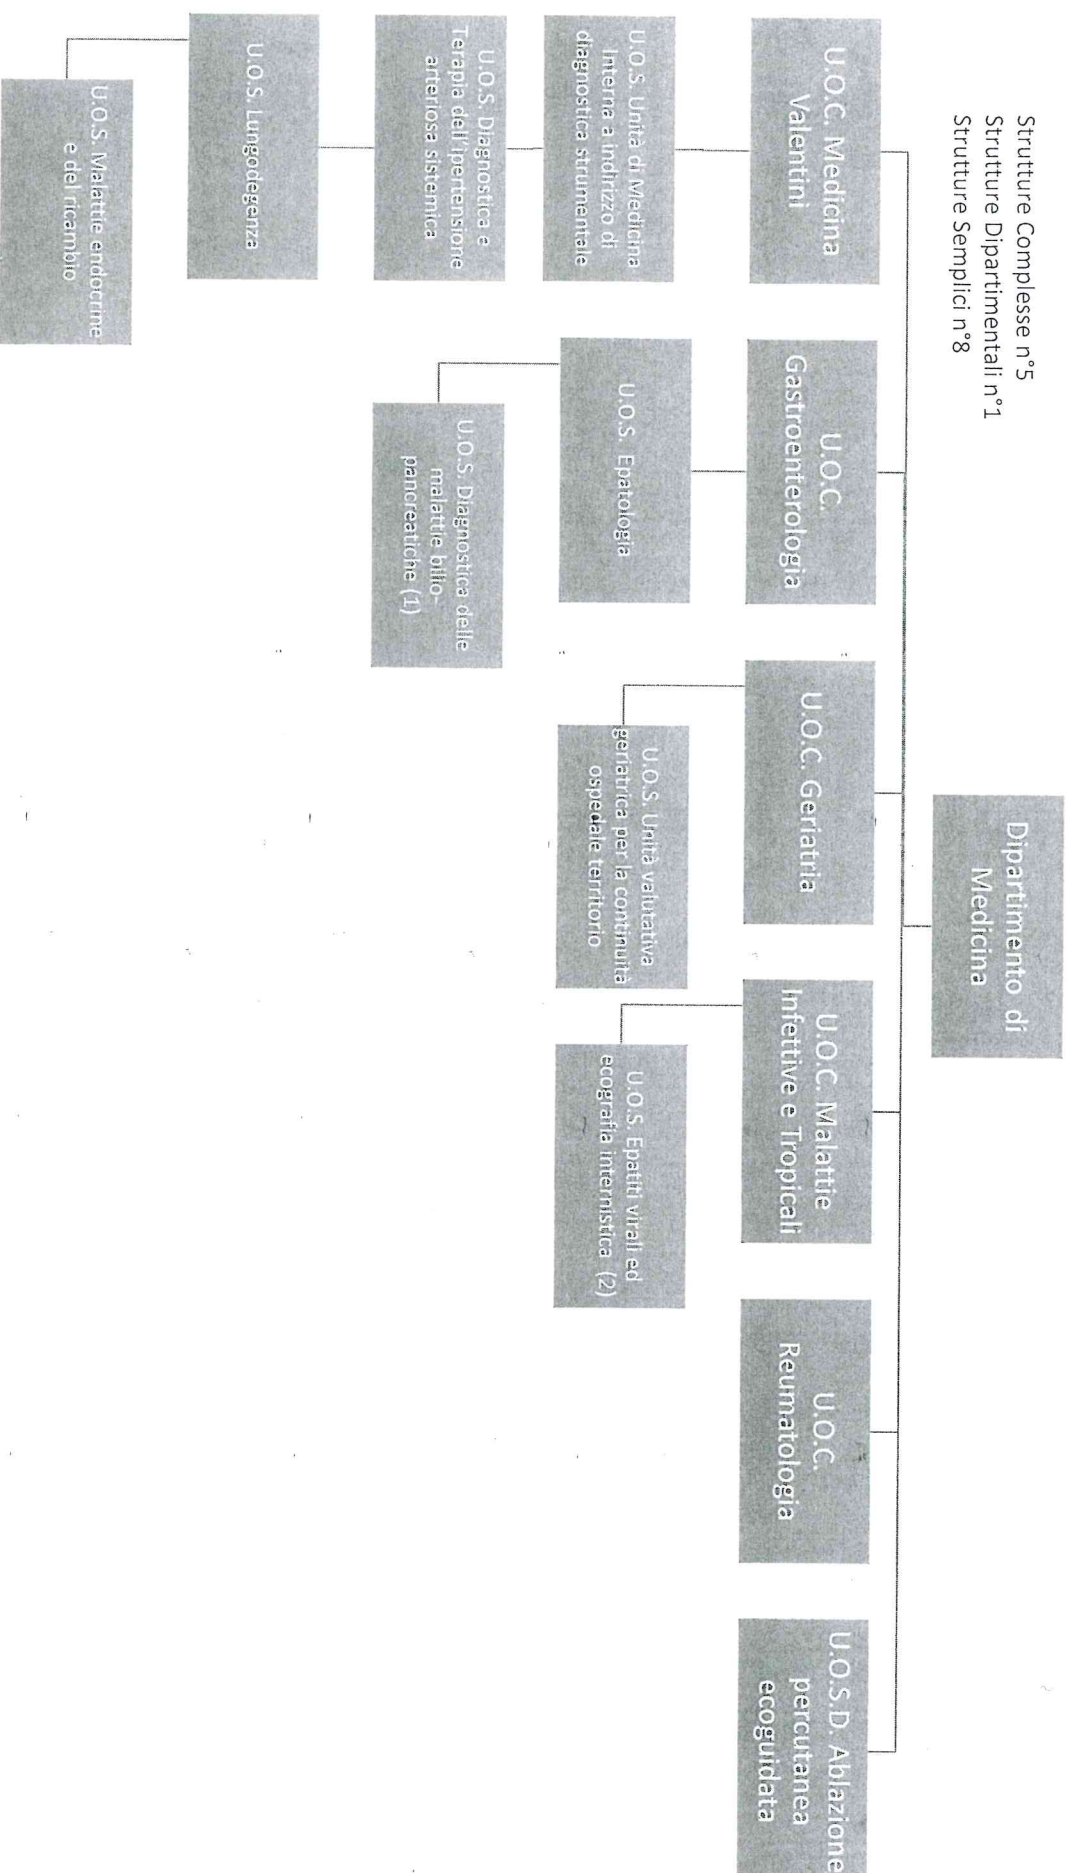 Strutture Complesse n°5
Strutture Dipartimentali n°1
Strutture Semplici n°8
Dipartimento di
Medicina
U.O.C. Medicina
Valentini
U.O.S. Unità di Medicina
Interna a indirizzo di
diagnostica strumentale
U.O.S. Diagnostica e
Terapia dell'ipertensione
arteriosa sistemica
U.O.S. Lungodegenza
U.O.S. Malattie endocrine
e del ricambio
U.O.C.
Gastroenterologia
U.O.S. Epatologia
U.O.S. Diagnostica delle
malattie bilio-
pancreatiche (1)
U.O.C. Geriatria
U.O.S. Unità valutativa
geriatrica per la continuità
ospedale territorio
U.O.C. Malattie
Infettive e Tropicali
U.O.S. Epatiti virali ed
ecografia internistica (2)
U.O.C.
Reumatologia
U.O.S.D. Ablazione
percutanea
ecoguidata